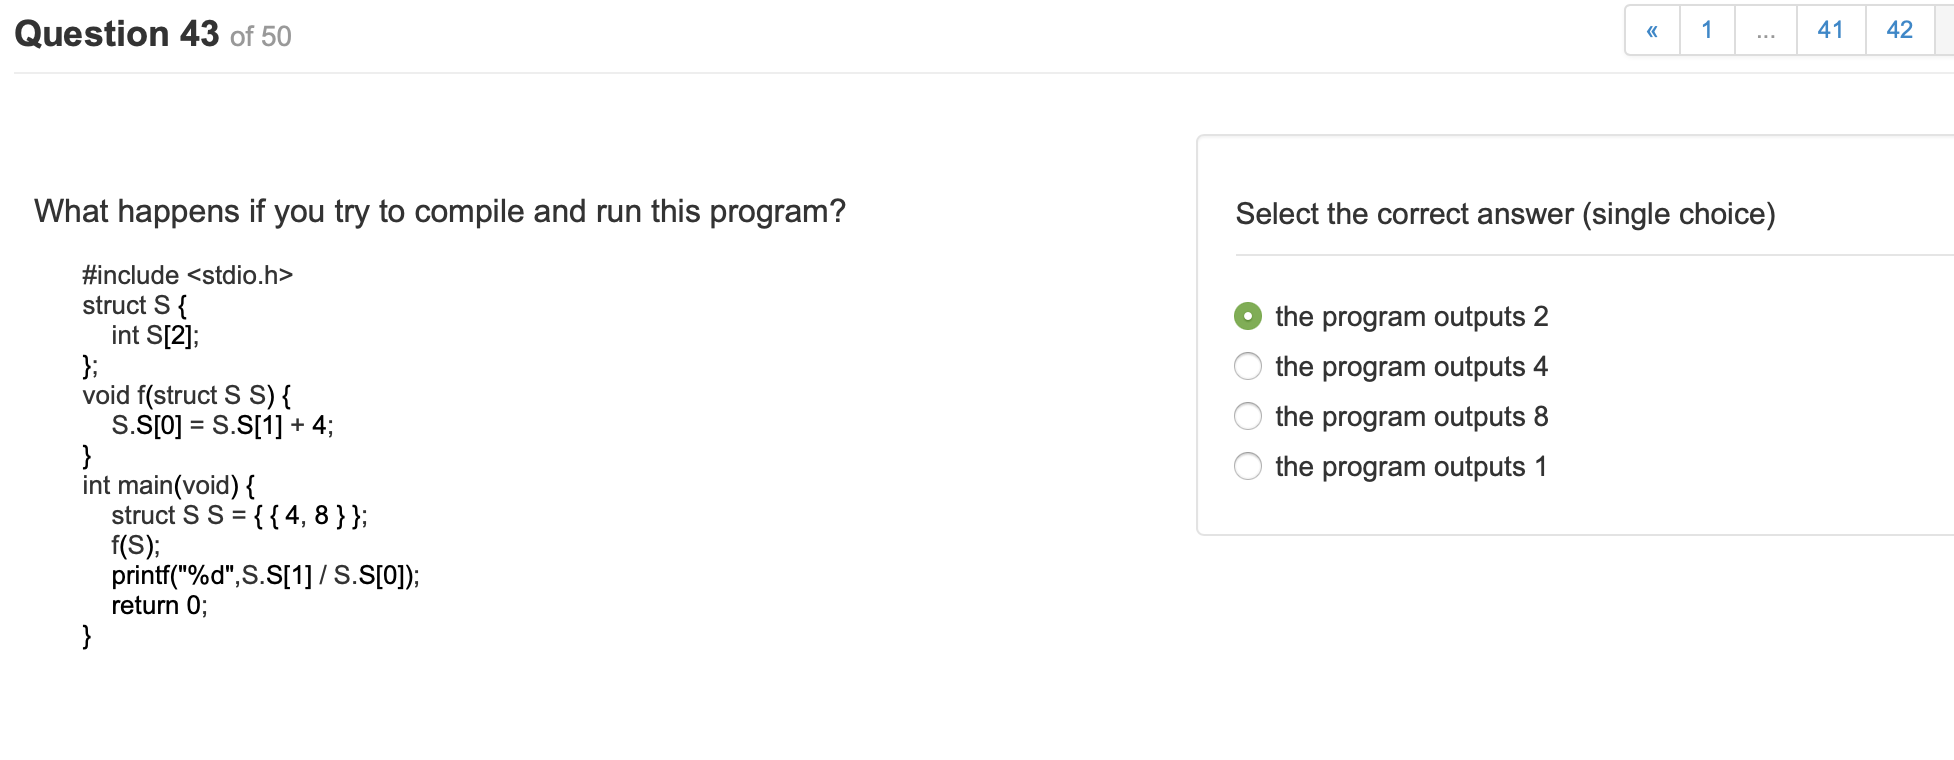 Question 43 of 50
« 1 ... 41 42
What happens if you try to compile and run this program?
#include <stdio.h>
struct S {
int S[2];
};
void f(struct S S) {
S.S[0] = S.S[1] + 4;
}
int main(void) {
struct S S = { { 4, 8 } };
f(S);
printf("%d",S.S[1] / S.S[0]);
return 0;
}
Select the correct answer (single choice)
the program outputs 2
the program outputs 4
the program outputs 8
the program outputs 1